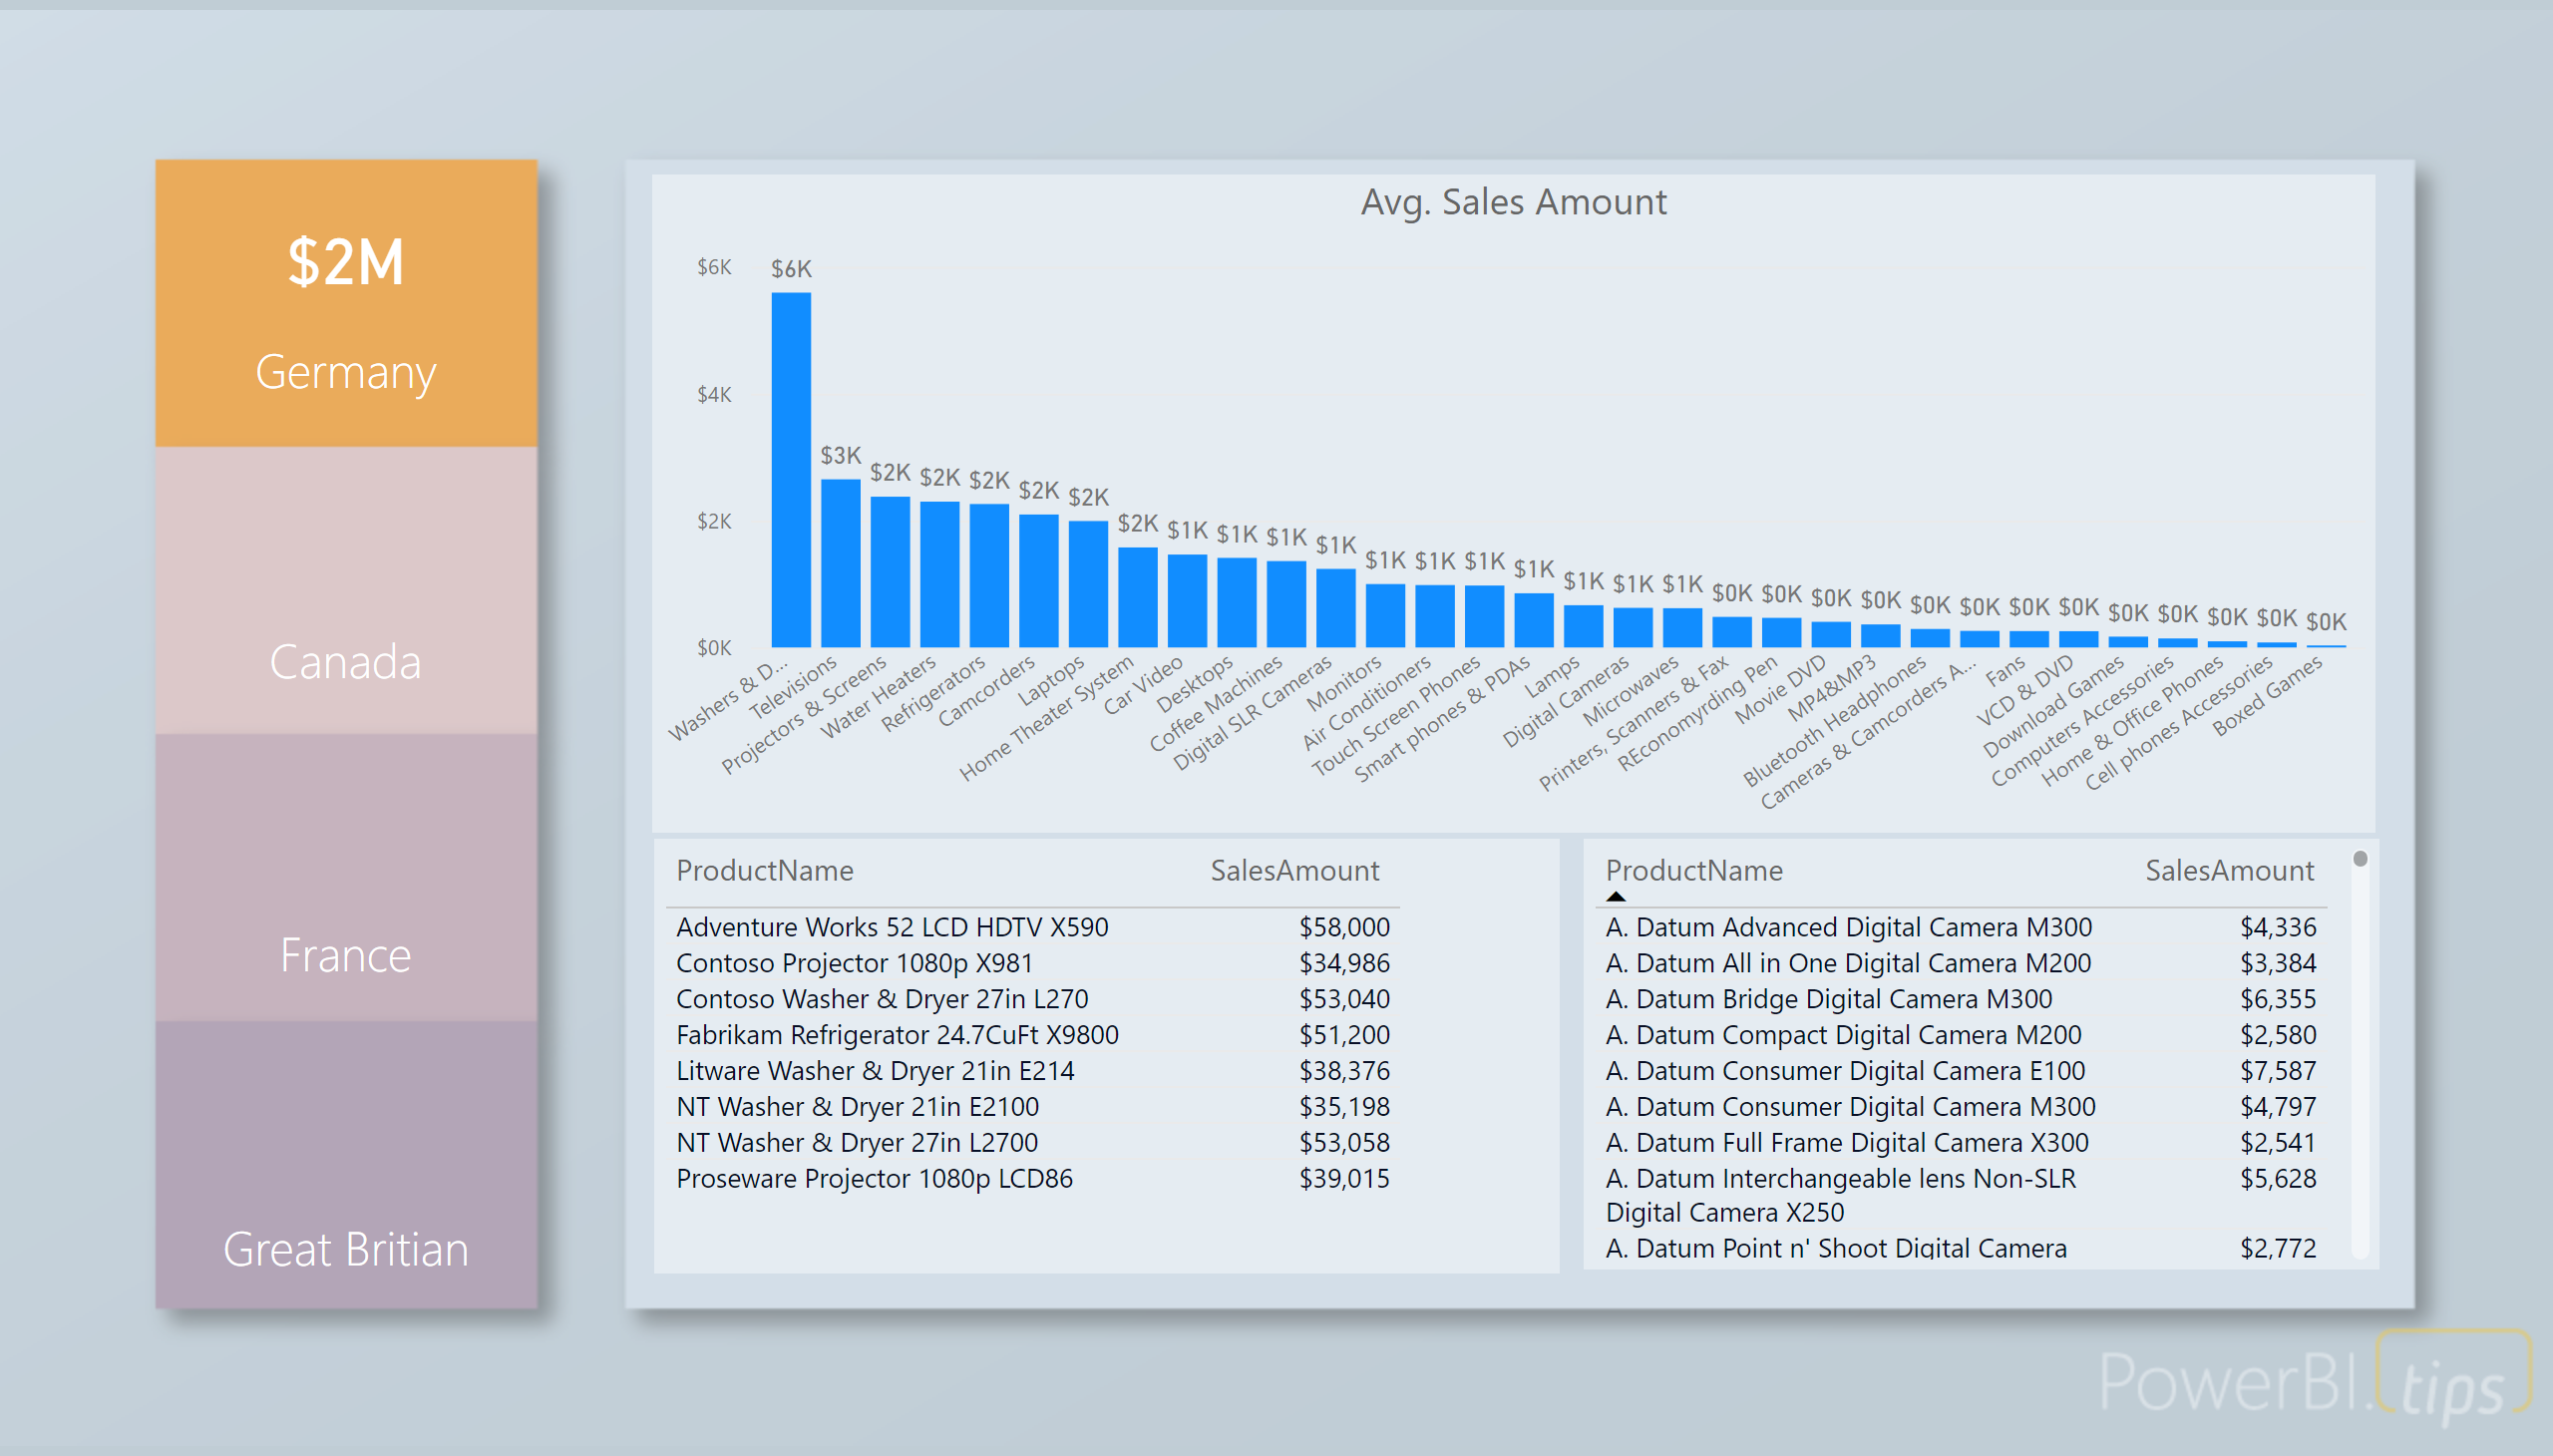 $2M
Germany
Canada
France
Great Britian
Avg. Sales Amount
$6K
$4K
$2K
$0K
$6K
$3K
$2K
$2K
$2K
$2K
$2K
$2K
$1K
$1K
$1K
$1K
$1K
$1K
$1K
$1K
$1K
$1K
$1K
$0K
$0K
$0K
$0K
$0K
$0K
$0K
$0K
$0K
$0K
$0K
$0K
$0K
Washers & D...
Televisions
Projectors & Screens
Water Heaters
Refrigerators
Camcorders
Laptops
Home Theater System
Car Video
Desktops
Coffee Machines
Digital SLR Cameras
Monitors
Air Conditioners
Touch Screen Phones
Smart phones & PDAs
Lamps
Digital Cameras
Microwaves
Printers, Scanners & Fax
REconomyrding Pen
Movie DVD
MP4&MP3
Bluetooth Headphones
Cameras & Camcorders A...
Fans
VCD & DVD
Download Games
Computers Accessories
Home & Office Phones
Cell phones Accessories
Boxed Games
ProductName SalesAmount
Adventure Works 52 LCD HDTV X590 $58,000
Contoso Projector 1080p X981 $34,986
Contoso Washer & Dryer 27in L270 $53,040
Fabrikam Refrigerator 24.7CuFt X9800 $51,200
Litware Washer & Dryer 21in E214 $38,376
NT Washer & Dryer 21in E2100 $35,198
NT Washer & Dryer 27in L2700 $53,058
Proseware Projector 1080p LCD86 $39,015
ProductName SalesAmount
A. Datum Advanced Digital Camera M300 $4,336
A. Datum All in One Digital Camera M200 $3,384
A. Datum Bridge Digital Camera M300 $6,355
A. Datum Compact Digital Camera M200 $2,580
A. Datum Consumer Digital Camera E100 $7,587
A. Datum Consumer Digital Camera M300 $4,797
A. Datum Full Frame Digital Camera X300 $2,541
A. Datum Interchangeable lens Non-SLR $5,628
Digital Camera X250
A. Datum Point n' Shoot Digital Camera $2,772
PowerBI.tips